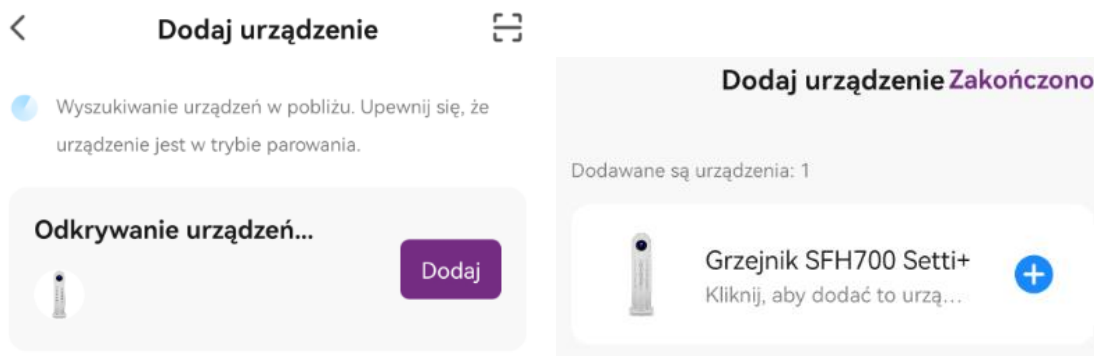 Dodaj urządzenie
Wyszukiwanie urządzeń w pobliżu. Upewnij się, że
urządzenie jest w trybie parowania.
Odkrywanie urządzeń...
Dodaj
Dodaj urządzenie Zakończono
Dodawane są urządzenia: 1
Grzejnik SFH700 Setti+
Kliknij, aby dodać to urzą...